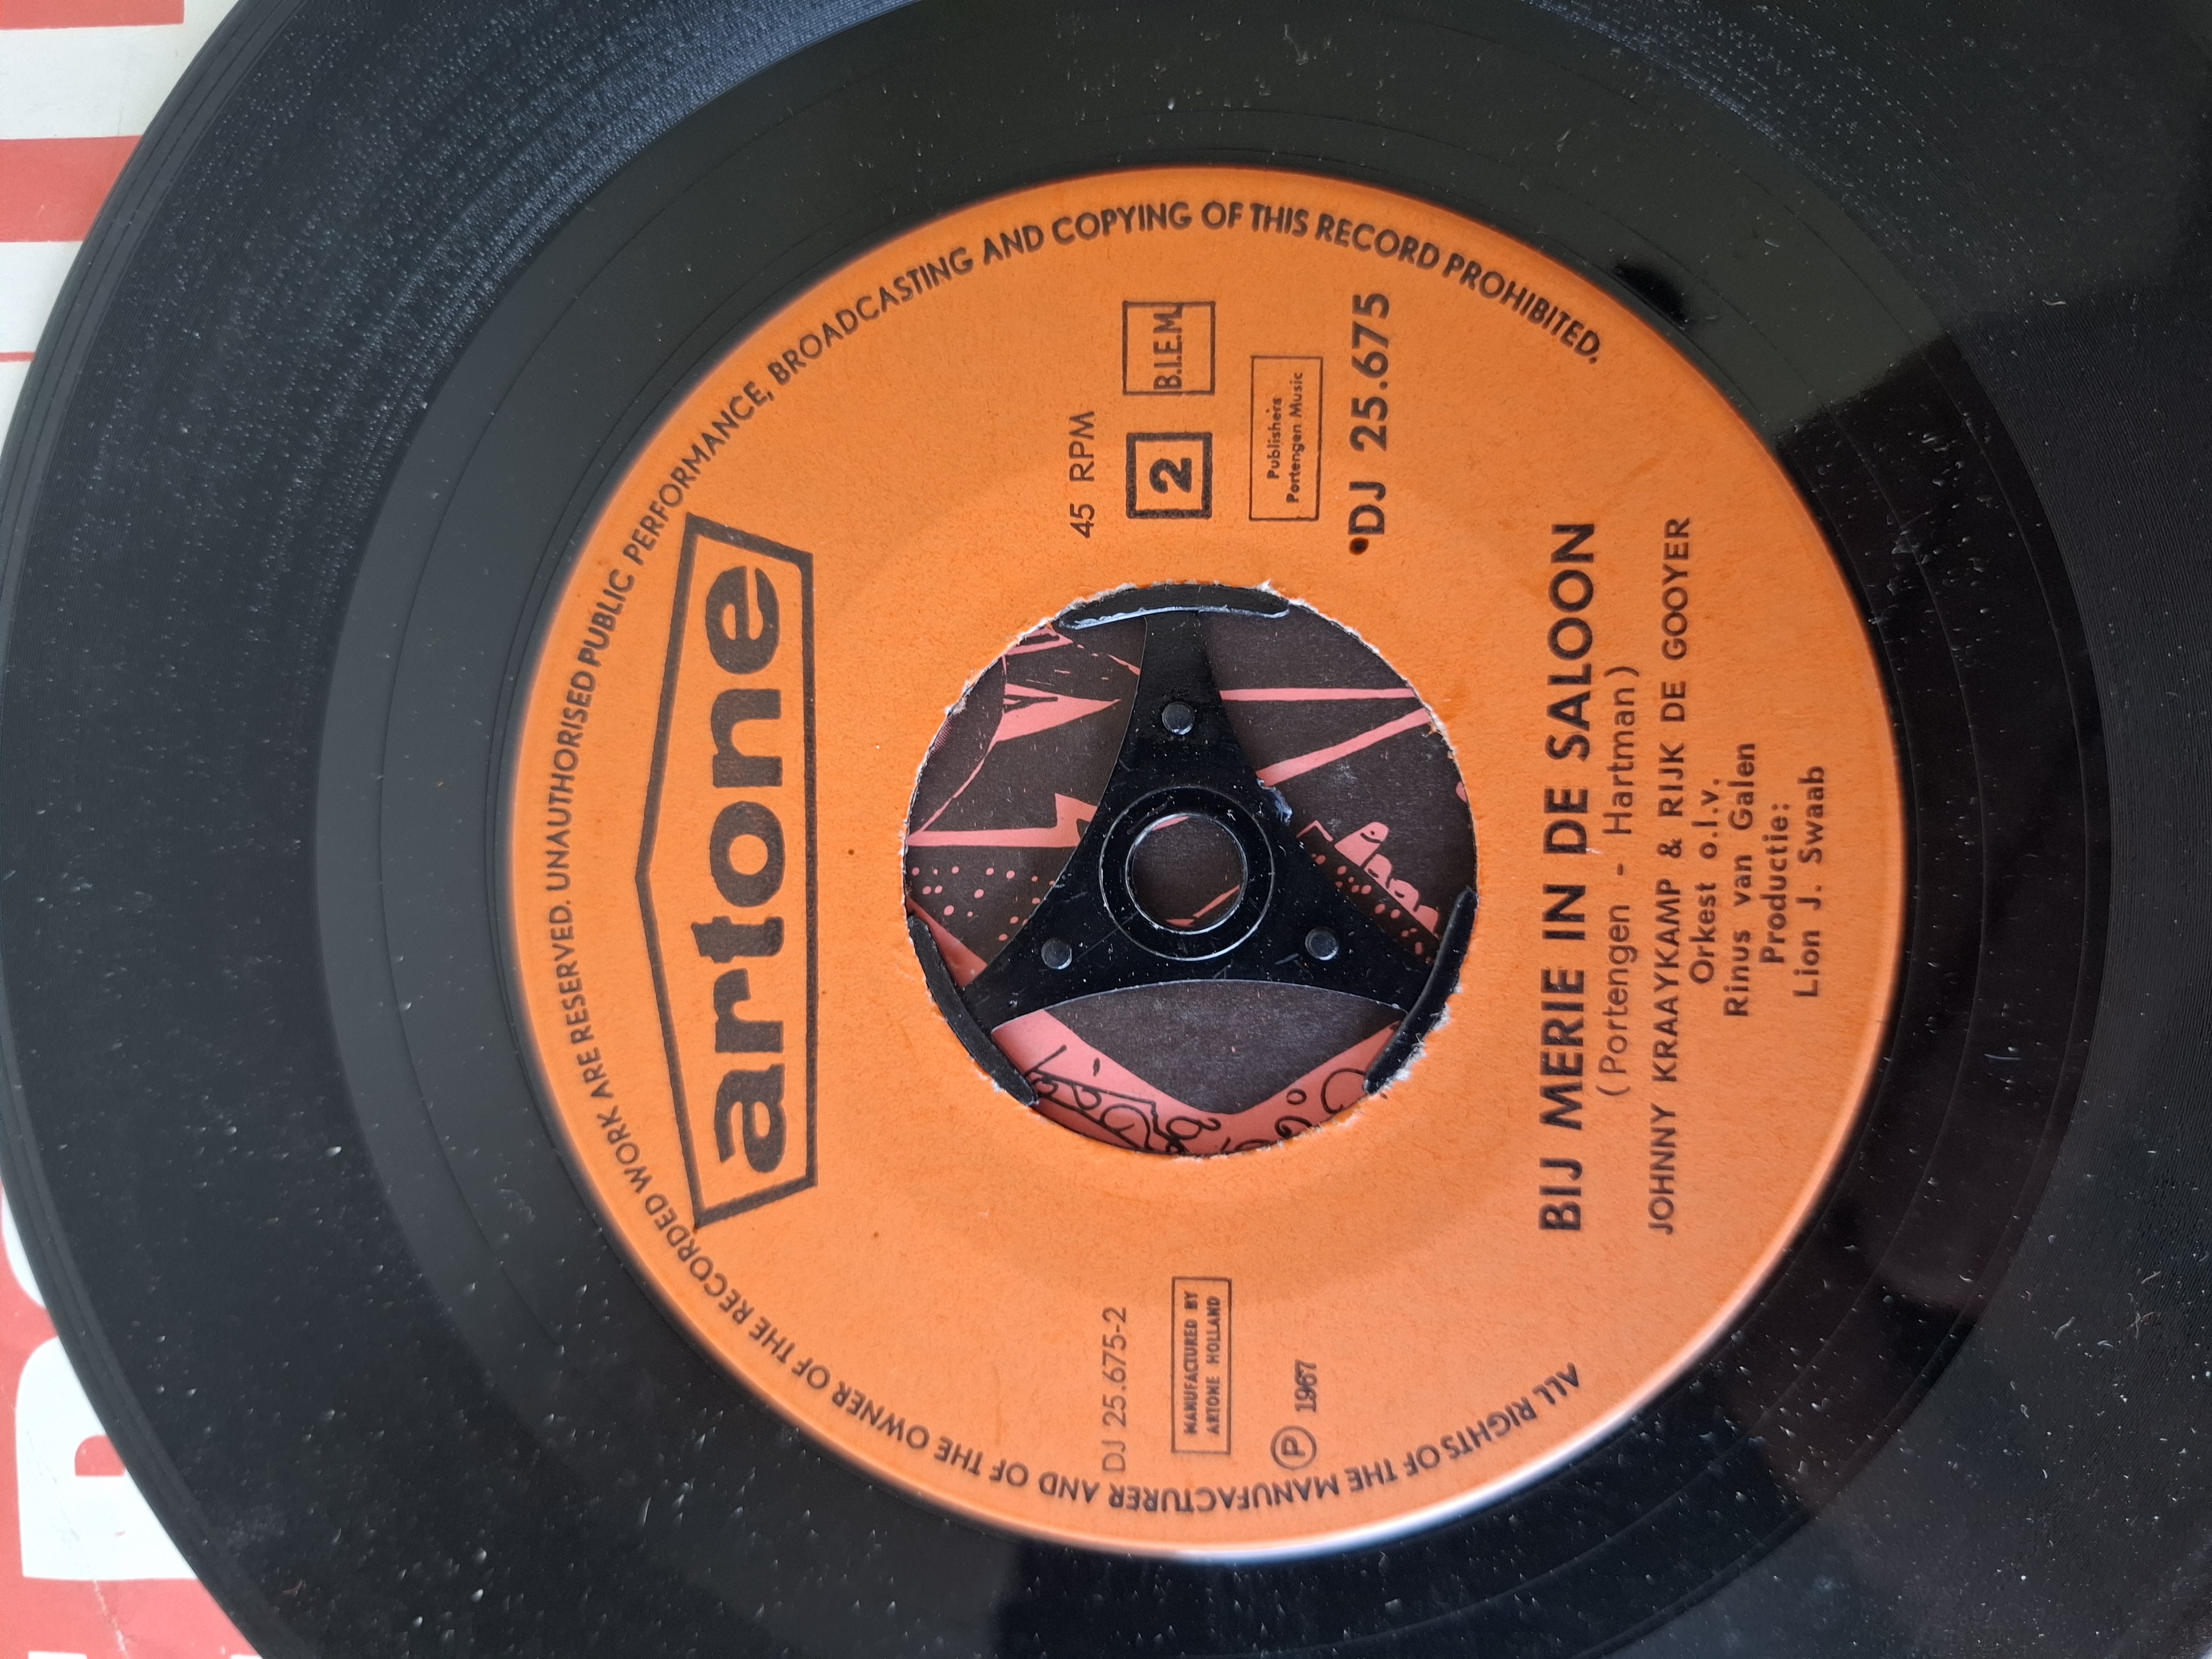 ALL RIGHTS OF THE MANUFACTURER AND OF THE OWNER OF THE RECORDED WORK ARE RESERVED. UNAUTHORISED PUBLIC PERFORMANCE, BROADCASTING AND COPYING OF THIS RECORD PROHIBITED.
artone
DJ 25.675-2
MANUFACTURED BY
ARTONE HOLLAND
Ⓟ 1967
45 RPM
2 B.I.E.M.
Publishers
Portengen Music
DJ 25.675
BIJ MERIE IN DE SALOON
(Portengen - Hartman)
JOHNNY KRAAYKAMP & RIJK DE GOOYER
Orkest o.l.v.
Rinus van Galen
Productie:
Lion J. Swaab